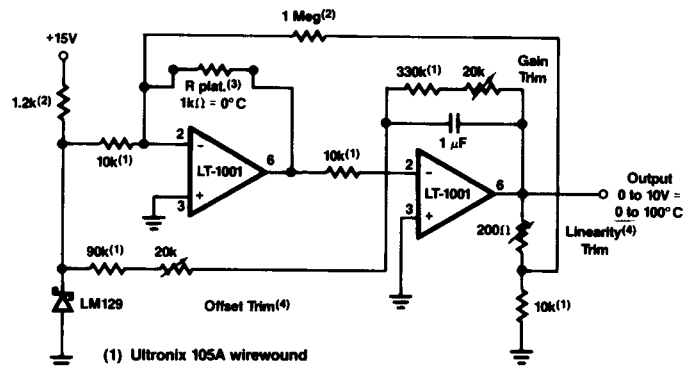 1 Meg(2)
+15V
1.2k(2)
R plat.(3)
1kΩ = 0°C
330k(1)
20k
Gain
Trim
1 μF
10k(1)
2
-
LT-1001
+
3
6
10k(1)
2
-
LT-1001
+
3
6
Output
0 to 10V =
0 to 100°C
200Ω
Linearity(4)
Trim
90k(1)
20k
Offset Trim(4)
LM129
10k(1)
(1) Ultronix 105A wirewound